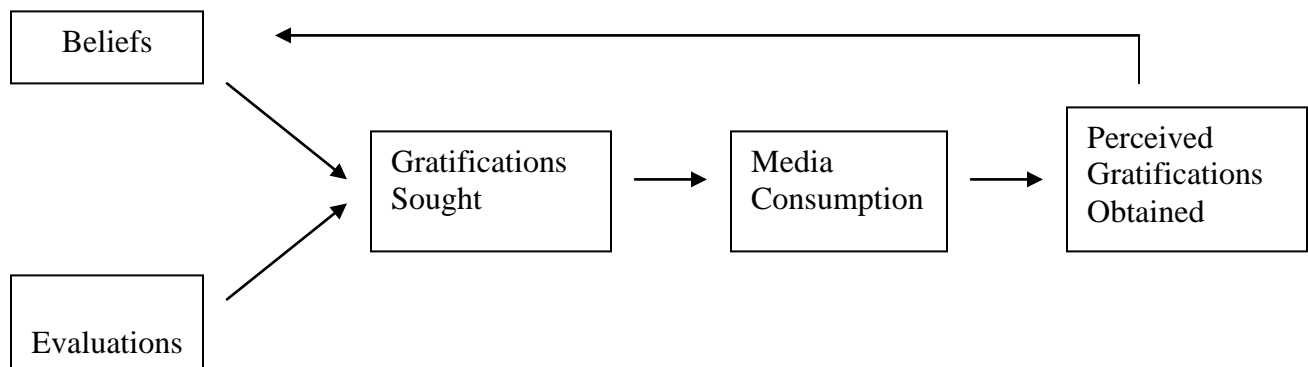 Beliefs
Gratifications
Sought
Media
Consumption
Perceived
Gratifications
Obtained
Evaluations